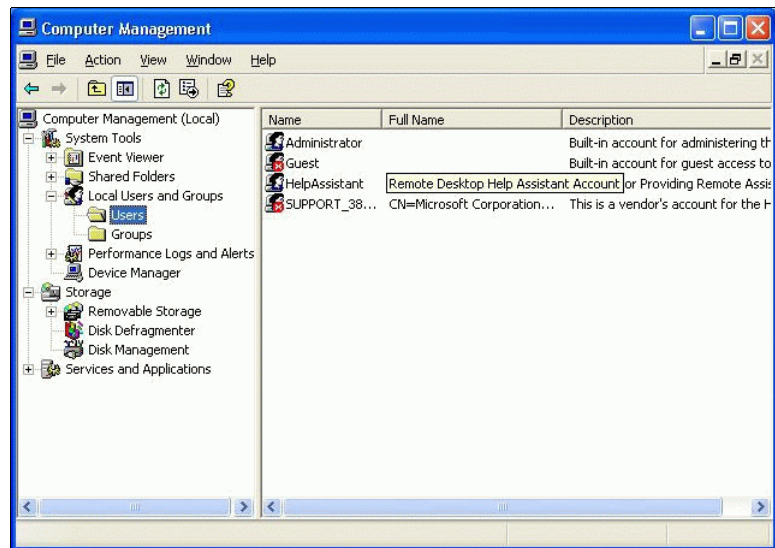 Computer Management
File Action View Window Help
Computer Management (Local)
System Tools
Event Viewer
Shared Folders
Local Users and Groups
Users
Groups
Performance Logs and Alerts
Device Manager
Storage
Removable Storage
Disk Defragmenter
Disk Management
Services and Applications
Name Full Name Description
Administrator Built-in account for administering th
Guest Built-in account for guest access to
HelpAssistant Remote Desktop Help Assistant Account or Providing Remote Assis
SUPPORT_38... CN=Microsoft Corporation... This is a vendor's account for the H